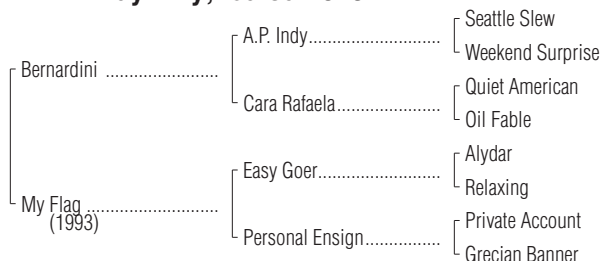 Seattle Slew
A.P. Indy
Weekend Surprise
Bernardini
Quiet American
Cara Rafaela
Oil Fable
Alydar
Easy Goer
Relaxing
My Flag
(1993)
Private Account
Personal Ensign
Grecian Banner